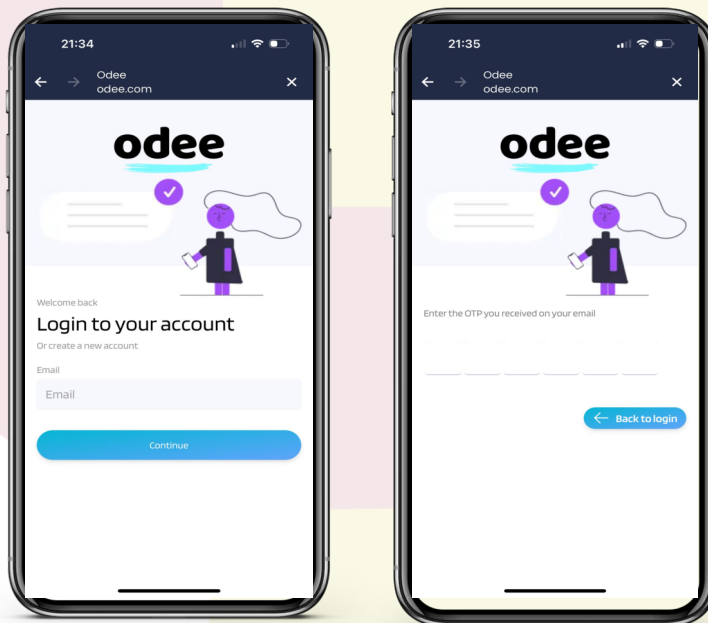 21:34
Odee
odee.com
odee
Welcome back
Login to your account
Or create a new account
Email
Email
Continue
21:35
Odee
odee.com
odee
Enter the OTP you received on your email
Back to login